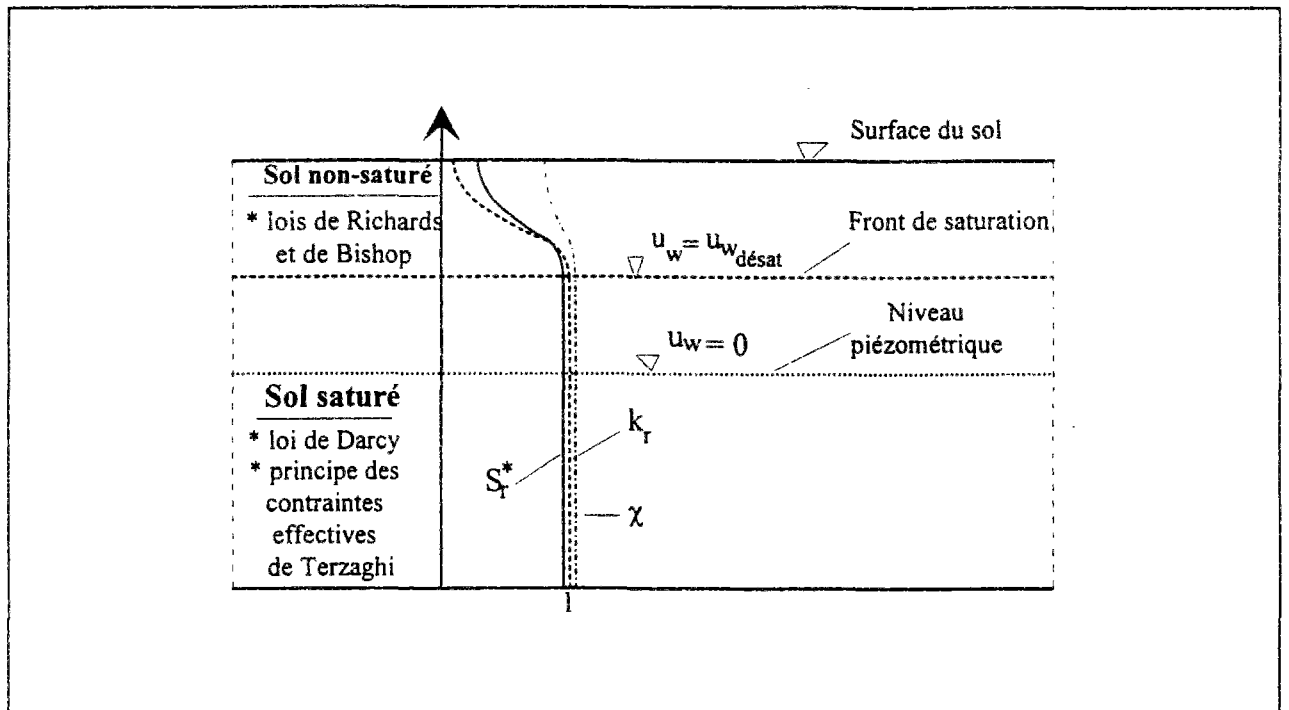 Surface du sol
Sol non-saturé
* lois de Richards
et de Bishop
Front de saturation
u_w = u_w désat
Niveau
piézométrique
u_w = 0
Sol saturé
* loi de Darcy
* principe des
contraintes
effectives
de Terzaghi
k_r
S_r^*
χ
1